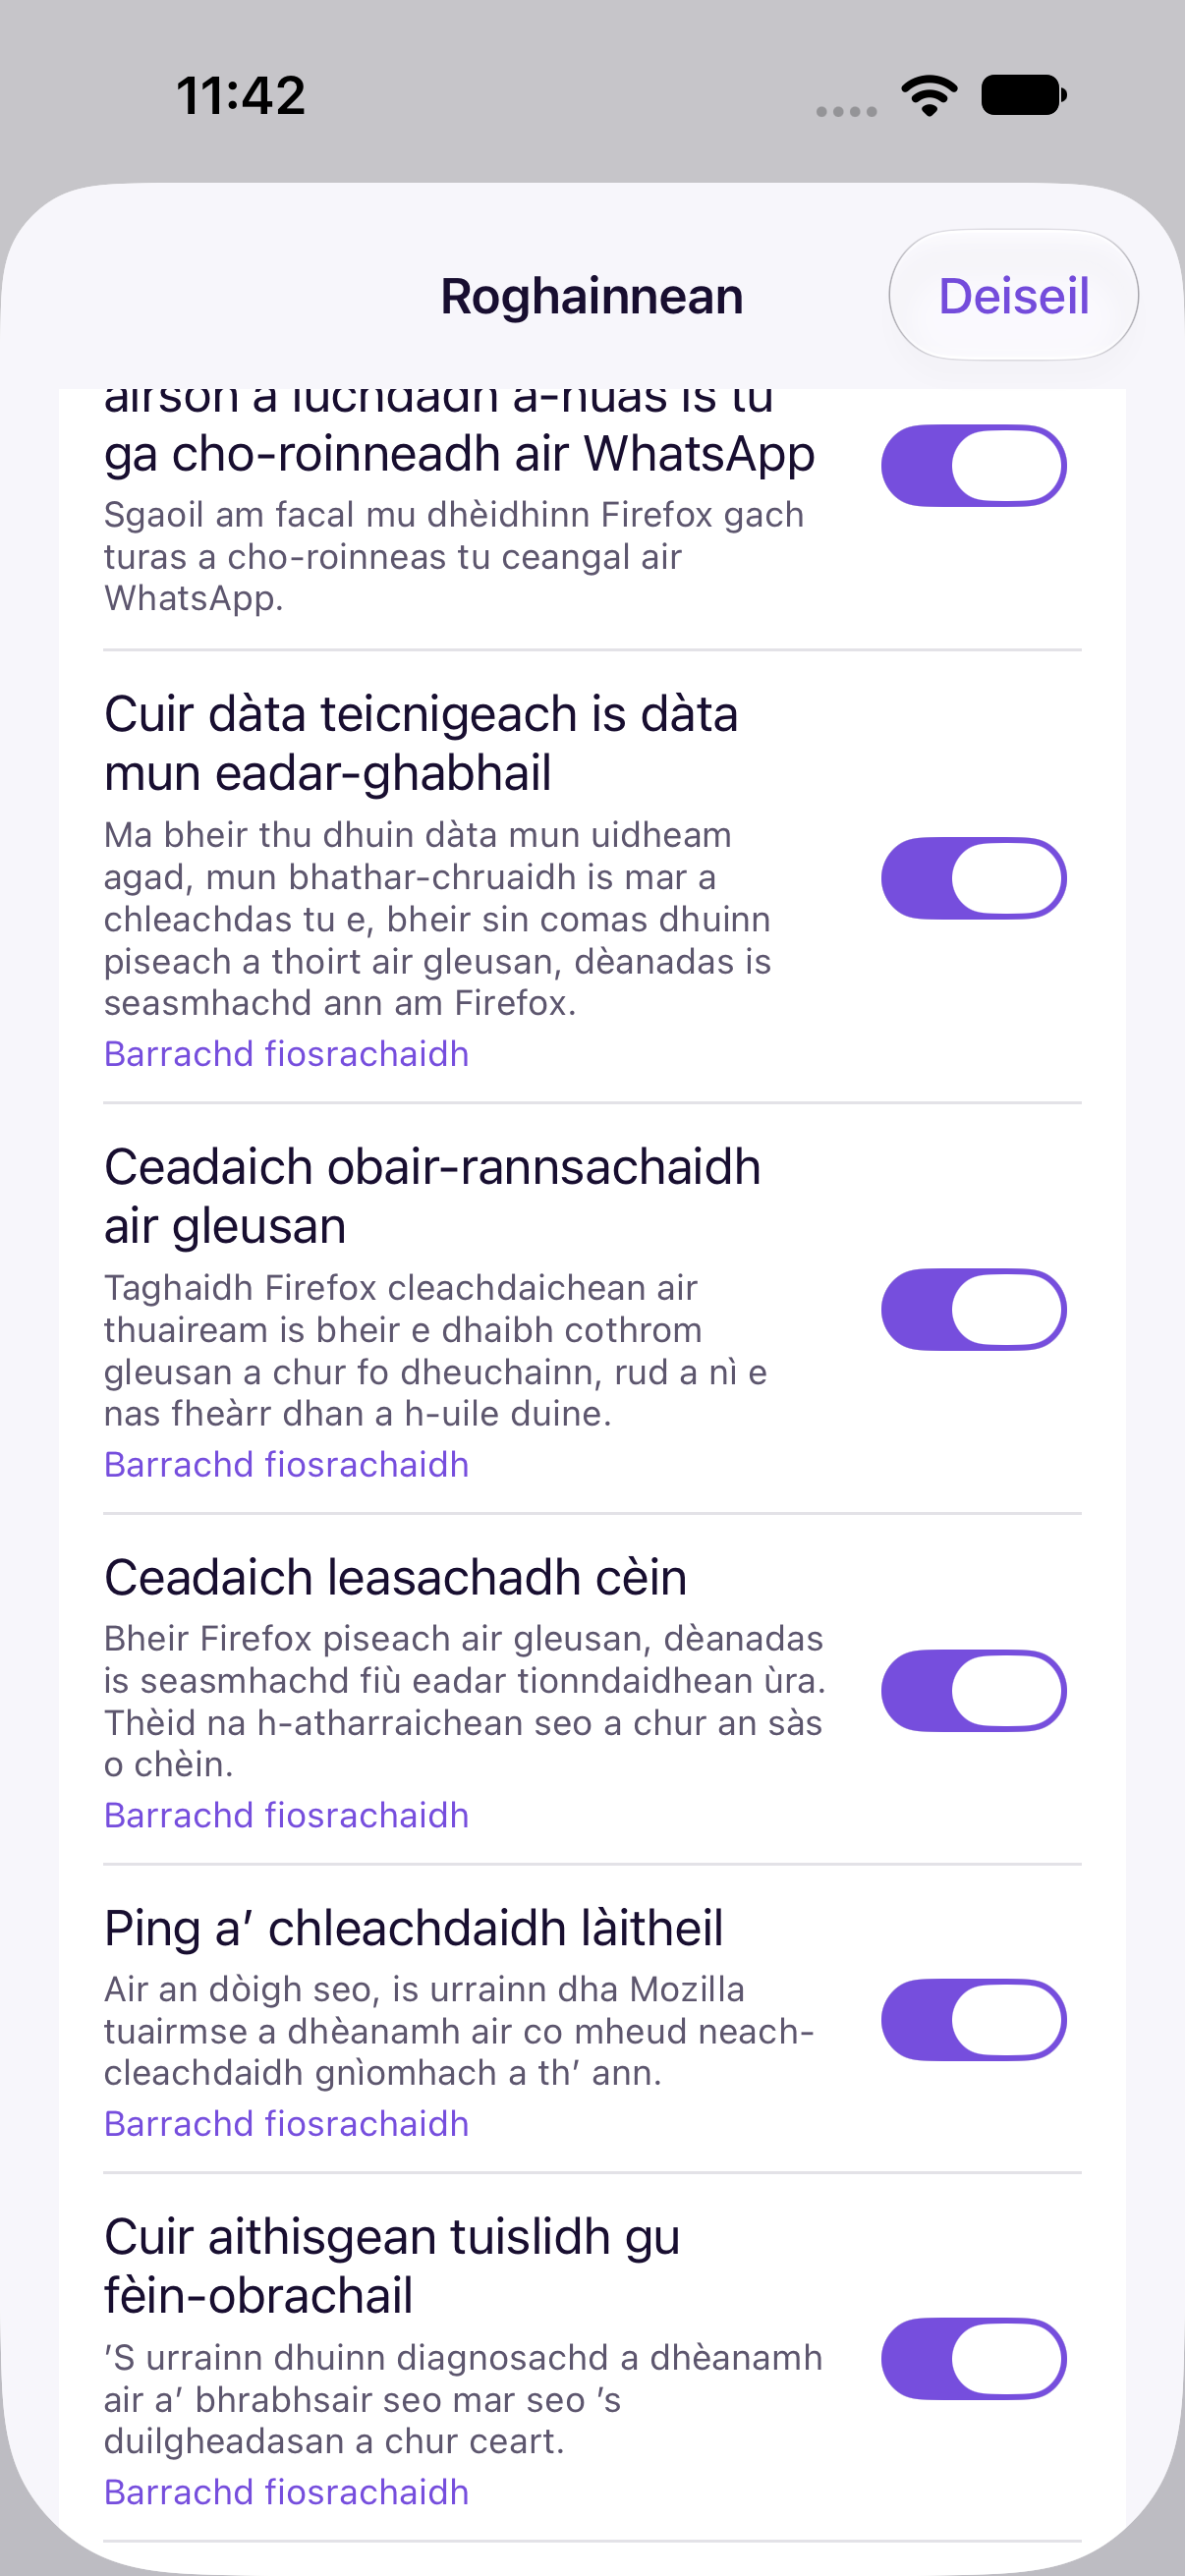 11:42
Roghainnean
Deiseil
airson a luchdadh a-nuas is tu
ga cho-roinneadh air WhatsApp
Sgaoil am facal mu dhèidhinn Firefox gach
turas a cho-roinneas tu ceangal air
WhatsApp.
Cuir dàta teicnigeach is dàta
mun eadar-ghabhail
Ma bheir thu dhuin dàta mun uidheam
agad, mun bhathar-chruaidh is mar a
chleachdas tu e, bheir sin comas dhuinn
piseach a thoirt air gleusan, dèanadas is
seasmhachd ann am Firefox.
Barrachd fiosrachaidh
Ceadaich obair-rannsachaidh
air gleusan
Taghaidh Firefox cleachdaichean air
thuaiream is bheir e dhaibh cothrom
gleusan a chur fo dheuchainn, rud a nì e
nas fheàrr dhan a h-uile duine.
Barrachd fiosrachaidh
Ceadaich leasachadh cèin
Bheir Firefox piseach air gleusan, dèanadas
is seasmhachd fiù eadar tionndaidhean ùra.
Thèid na h-atharraichean seo a chur an sàs
o chèin.
Barrachd fiosrachaidh
Ping a’ chleachdaidh làitheil
Air an dòigh seo, is urrainn dha Mozilla
tuairmse a dhèanamh air co mheud neach-
cleachdaidh gnìomhach a th’ ann.
Barrachd fiosrachaidh
Cuir aithisgean tuislidh gu
fèin-obrachail
’S urrainn dhuinn diagnosachd a dhèanamh
air a’ bhrabhsair seo mar seo ’s
duilgheadasan a chur ceart.
Barrachd fiosrachaidh